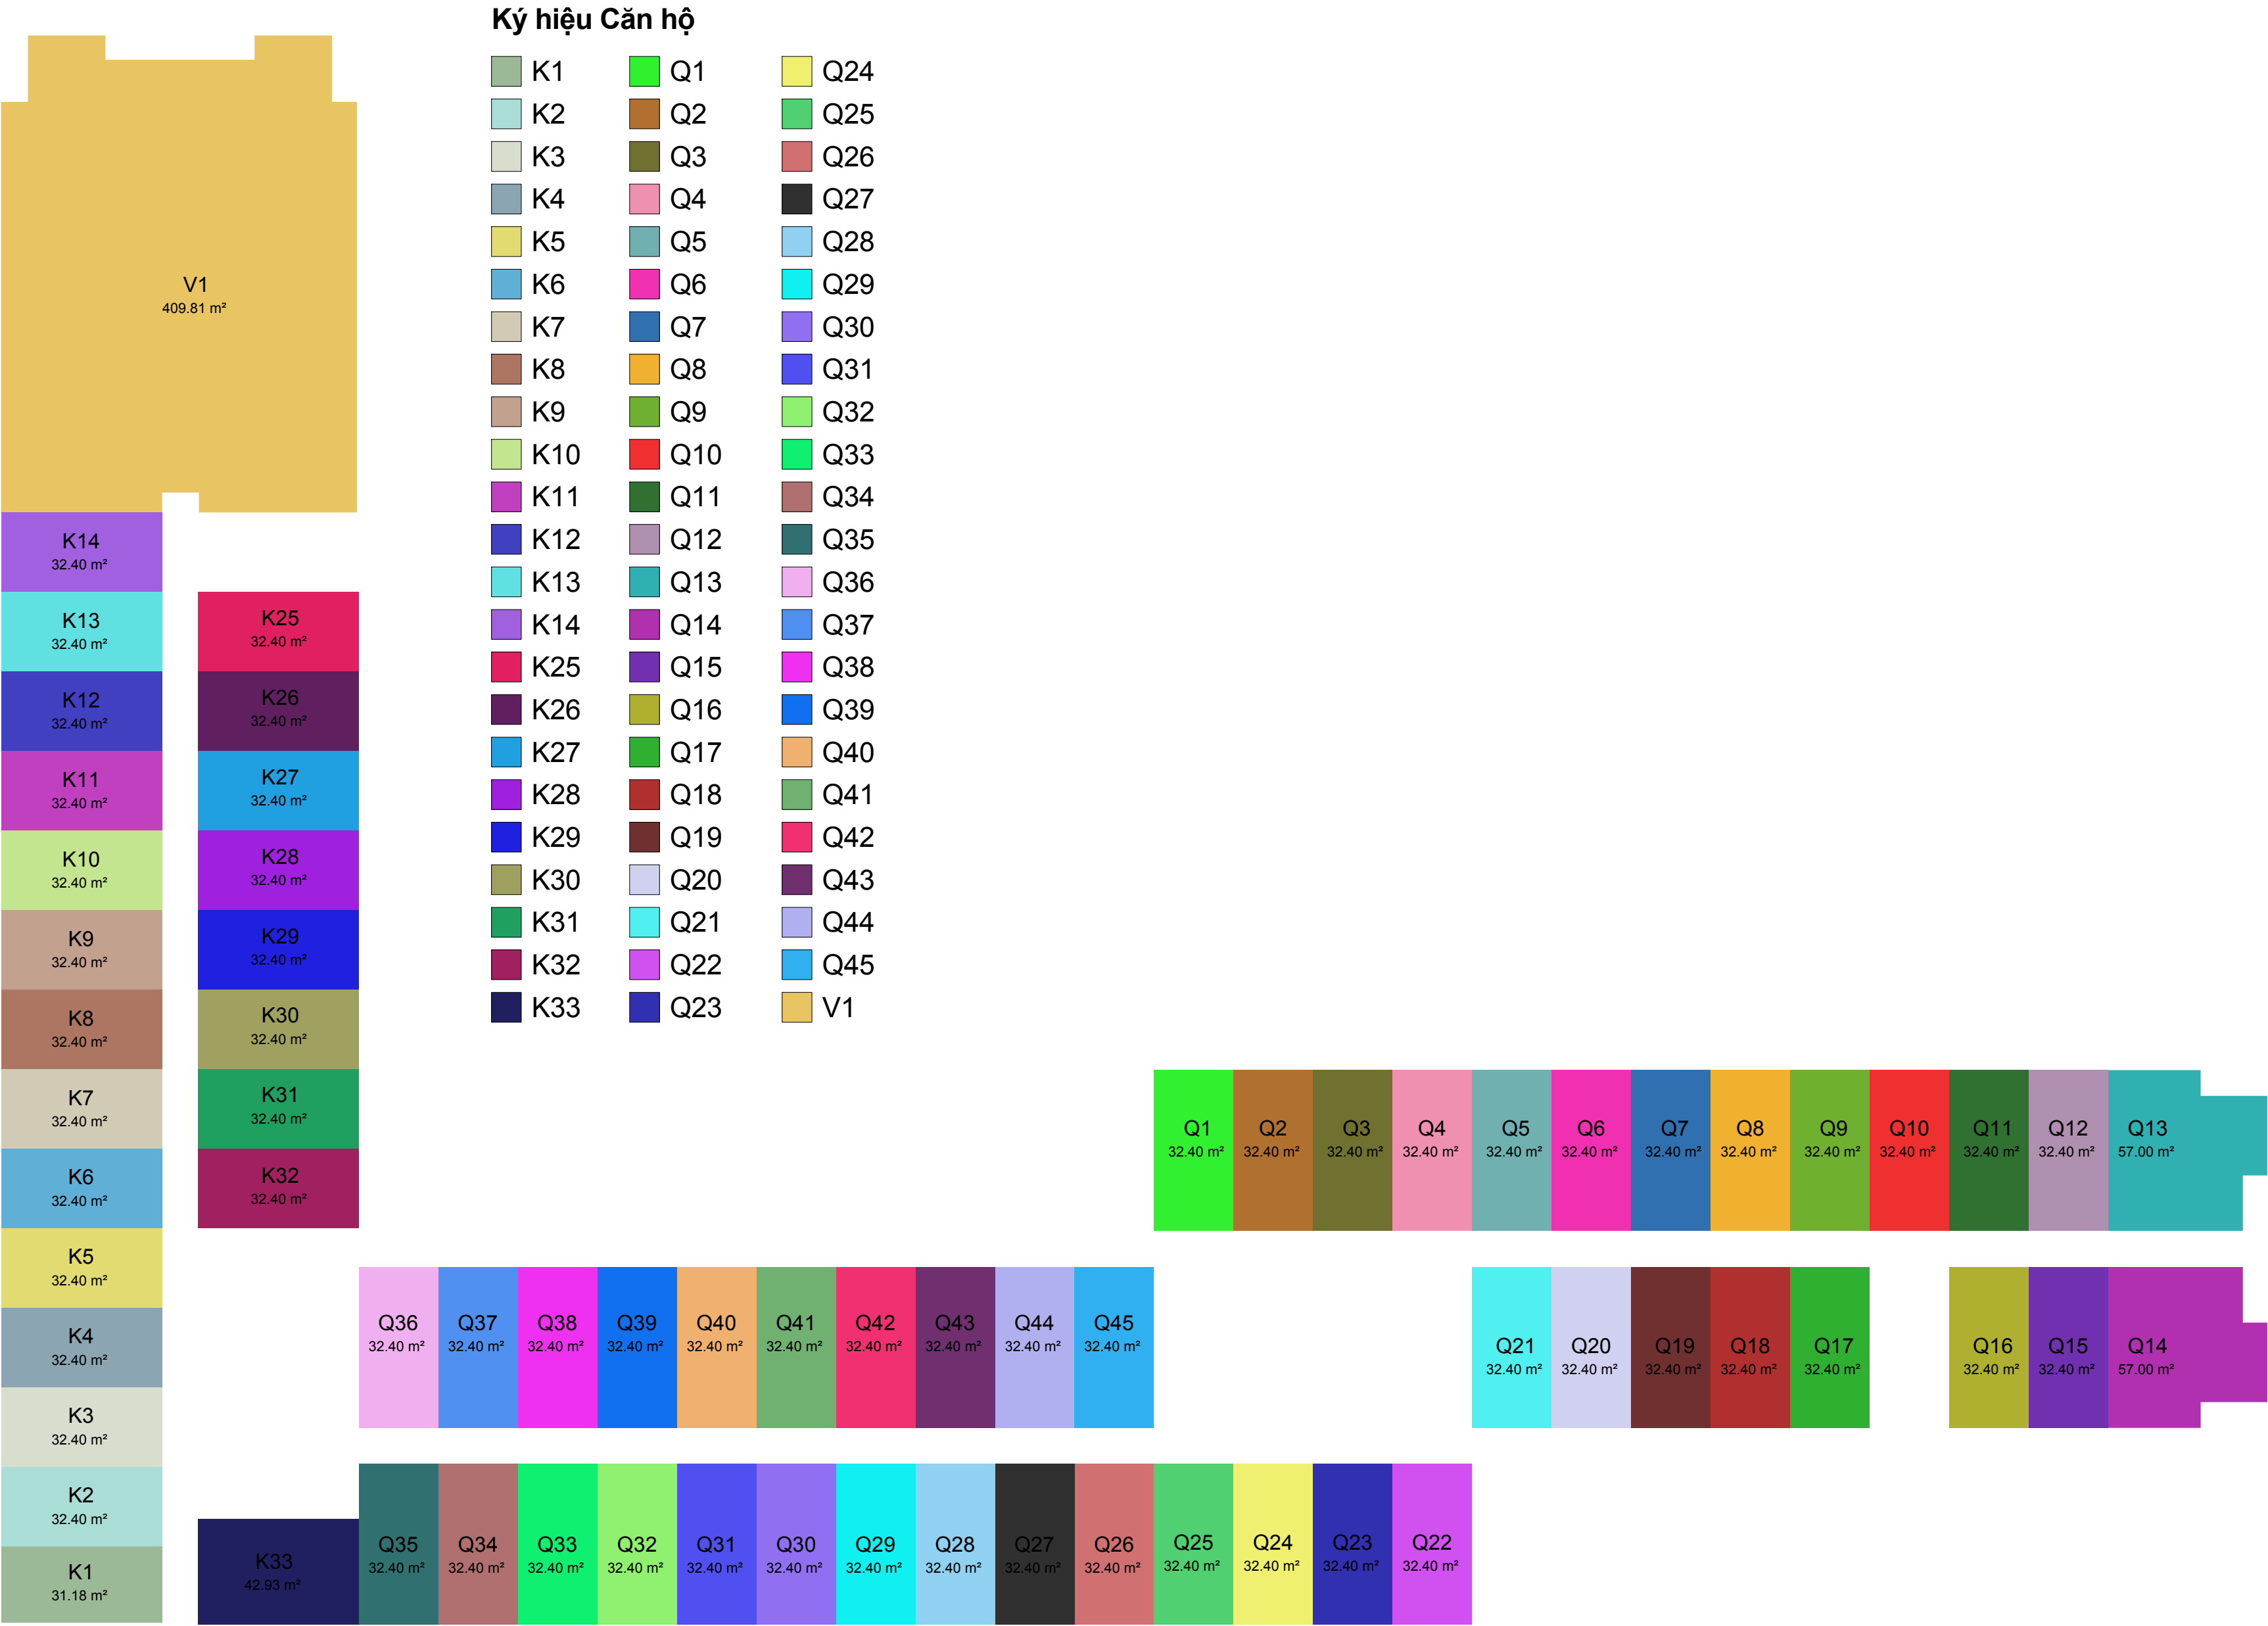 Ký hiệu Căn hộ
K1
K2
K3
K4
K5
K6
K7
K8
K9
K10
K11
K12
K13
K14
K25
K26
K27
K28
K29
K30
K31
K32
K33
Q1
Q2
Q3
Q4
Q5
Q6
Q7
Q8
Q9
Q10
Q11
Q12
Q13
Q14
Q15
Q16
Q17
Q18
Q19
Q20
Q21
Q22
Q23
Q24
Q25
Q26
Q27
Q28
Q29
Q30
Q31
Q32
Q33
Q34
Q35
Q36
Q37
Q38
Q39
Q40
Q41
Q42
Q43
Q44
Q45
V1
V1
409.81 m²
K14
32.40 m²
K13
32.40 m²
K12
32.40 m²
K11
32.40 m²
K10
32.40 m²
K9
32.40 m²
K8
32.40 m²
K7
32.40 m²
K6
32.40 m²
K5
32.40 m²
K4
32.40 m²
K3
32.40 m²
K2
32.40 m²
K1
31.18 m²
K25
32.40 m²
K26
32.40 m²
K27
32.40 m²
K28
32.40 m²
K29
32.40 m²
K30
32.40 m²
K31
32.40 m²
K32
32.40 m²
K33
42.93 m²
Q1
32.40 m²
Q2
32.40 m²
Q3
32.40 m²
Q4
32.40 m²
Q5
32.40 m²
Q6
32.40 m²
Q7
32.40 m²
Q8
32.40 m²
Q9
32.40 m²
Q10
32.40 m²
Q11
32.40 m²
Q12
32.40 m²
Q13
57.00 m²
Q36
32.40 m²
Q37
32.40 m²
Q38
32.40 m²
Q39
32.40 m²
Q40
32.40 m²
Q41
32.40 m²
Q42
32.40 m²
Q43
32.40 m²
Q44
32.40 m²
Q45
32.40 m²
Q21
32.40 m²
Q20
32.40 m²
Q19
32.40 m²
Q18
32.40 m²
Q17
32.40 m²
Q16
32.40 m²
Q15
32.40 m²
Q14
57.00 m²
Q35
32.40 m²
Q34
32.40 m²
Q33
32.40 m²
Q32
32.40 m²
Q31
32.40 m²
Q30
32.40 m²
Q29
32.40 m²
Q28
32.40 m²
Q27
32.40 m²
Q26
32.40 m²
Q25
32.40 m²
Q24
32.40 m²
Q23
32.40 m²
Q22
32.40 m²